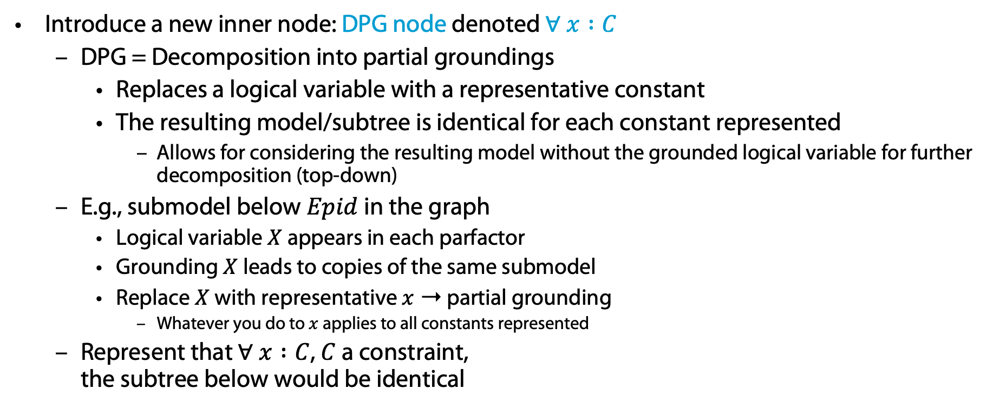 • Introduce a new inner node: DPG node denoted ∀ x : C
– DPG = Decomposition into partial groundings
• Replaces a logical variable with a representative constant
• The resulting model/subtree is identical for each constant represented
– Allows for considering the resulting model without the grounded logical variable for further
decomposition (top-down)
– E.g., submodel below Epid in the graph
• Logical variable X appears in each parfactor
• Grounding X leads to copies of the same submodel
• Replace X with representative x → partial grounding
– Whatever you do to x applies to all constants represented
– Represent that ∀ x : C, C a constraint,
the subtree below would be identical